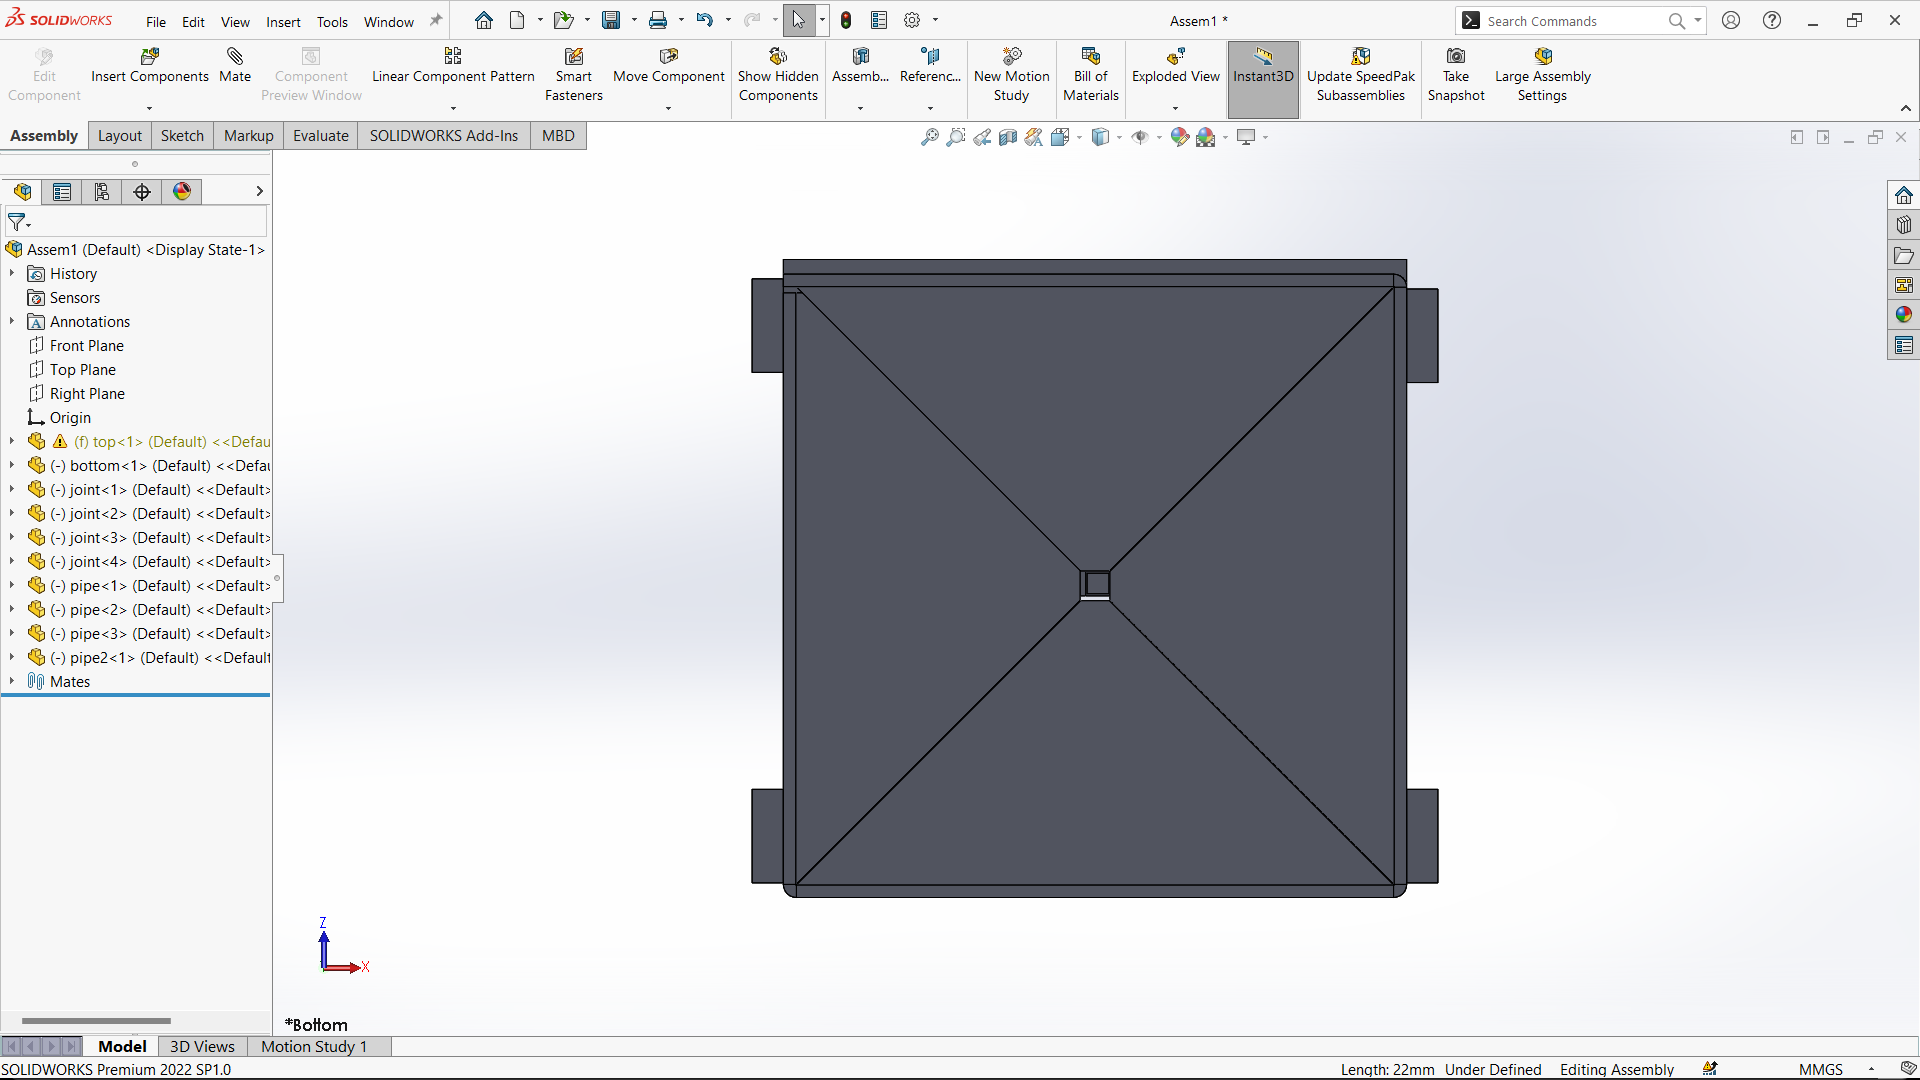 SOLIDWORKS File Edit View Insert Tools Window Assem1 * Search Commands
Edit Component
Insert Components
Mate
Component Preview Window
Linear Component Pattern
Smart Fasteners
Move Component
Show Hidden Components
Assemb...
Referenc...
New Motion Study
Bill of Materials
Exploded View
Instant3D
Update SpeedPak Subassemblies
Take Snapshot
Large Assembly Settings
Assembly Layout Sketch Markup Evaluate SOLIDWORKS Add-Ins MBD
Assem1 (Default) <Display State-1>
History
Sensors
Annotations
Front Plane
Top Plane
Right Plane
Origin
(f) top<1> (Default) <<Defau
(-) bottom<1> (Default) <<Defau
(-) joint<1> (Default) <<Default>
(-) joint<2> (Default) <<Default>
(-) joint<3> (Default) <<Default>
(-) joint<4> (Default) <<Default>
(-) pipe<1> (Default) <<Default>
(-) pipe<2> (Default) <<Default>
(-) pipe<3> (Default) <<Default>
(-) pipe2<1> (Default) <<Default
Mates
Z
X
*Bottom
Model 3D Views Motion Study 1
SOLIDWORKS Premium 2022 SP1.0 Length: 22mm Under Defined Editing Assembly MMGS